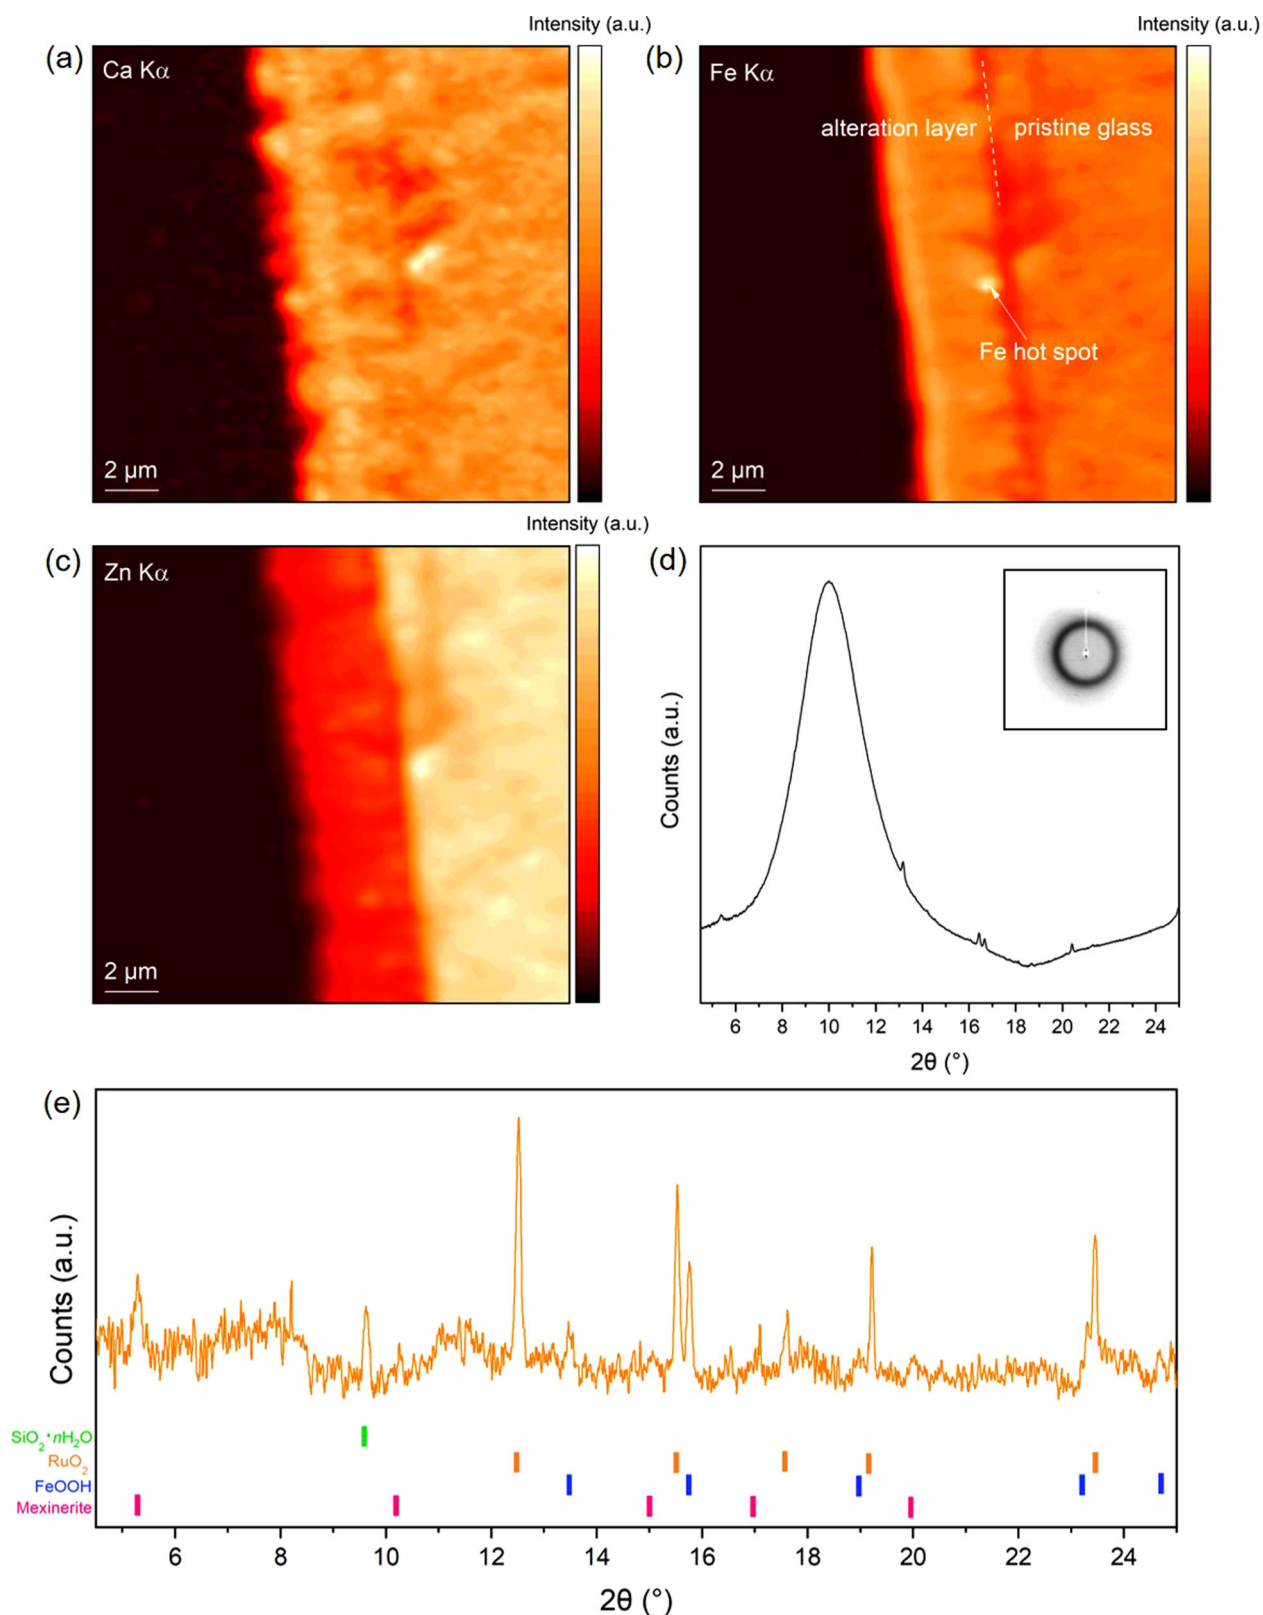 Intensity (a.u.)
Intensity (a.u.)
(a)
Ca Kα
2 μm
(b)
Fe Kα
alteration layer
pristine glass
Fe hot spot
2 μm
Intensity (a.u.)
(c)
Zn Kα
2 μm
(d)
Counts (a.u.)
6 8 10 12 14 16 18 20 22 24
2θ (°)
(e)
Counts (a.u.)
SiO₂·nH₂O
RuO₂
FeOOH
Mexinerite
6 8 10 12 14 16 18 20 22 24
2θ (°)